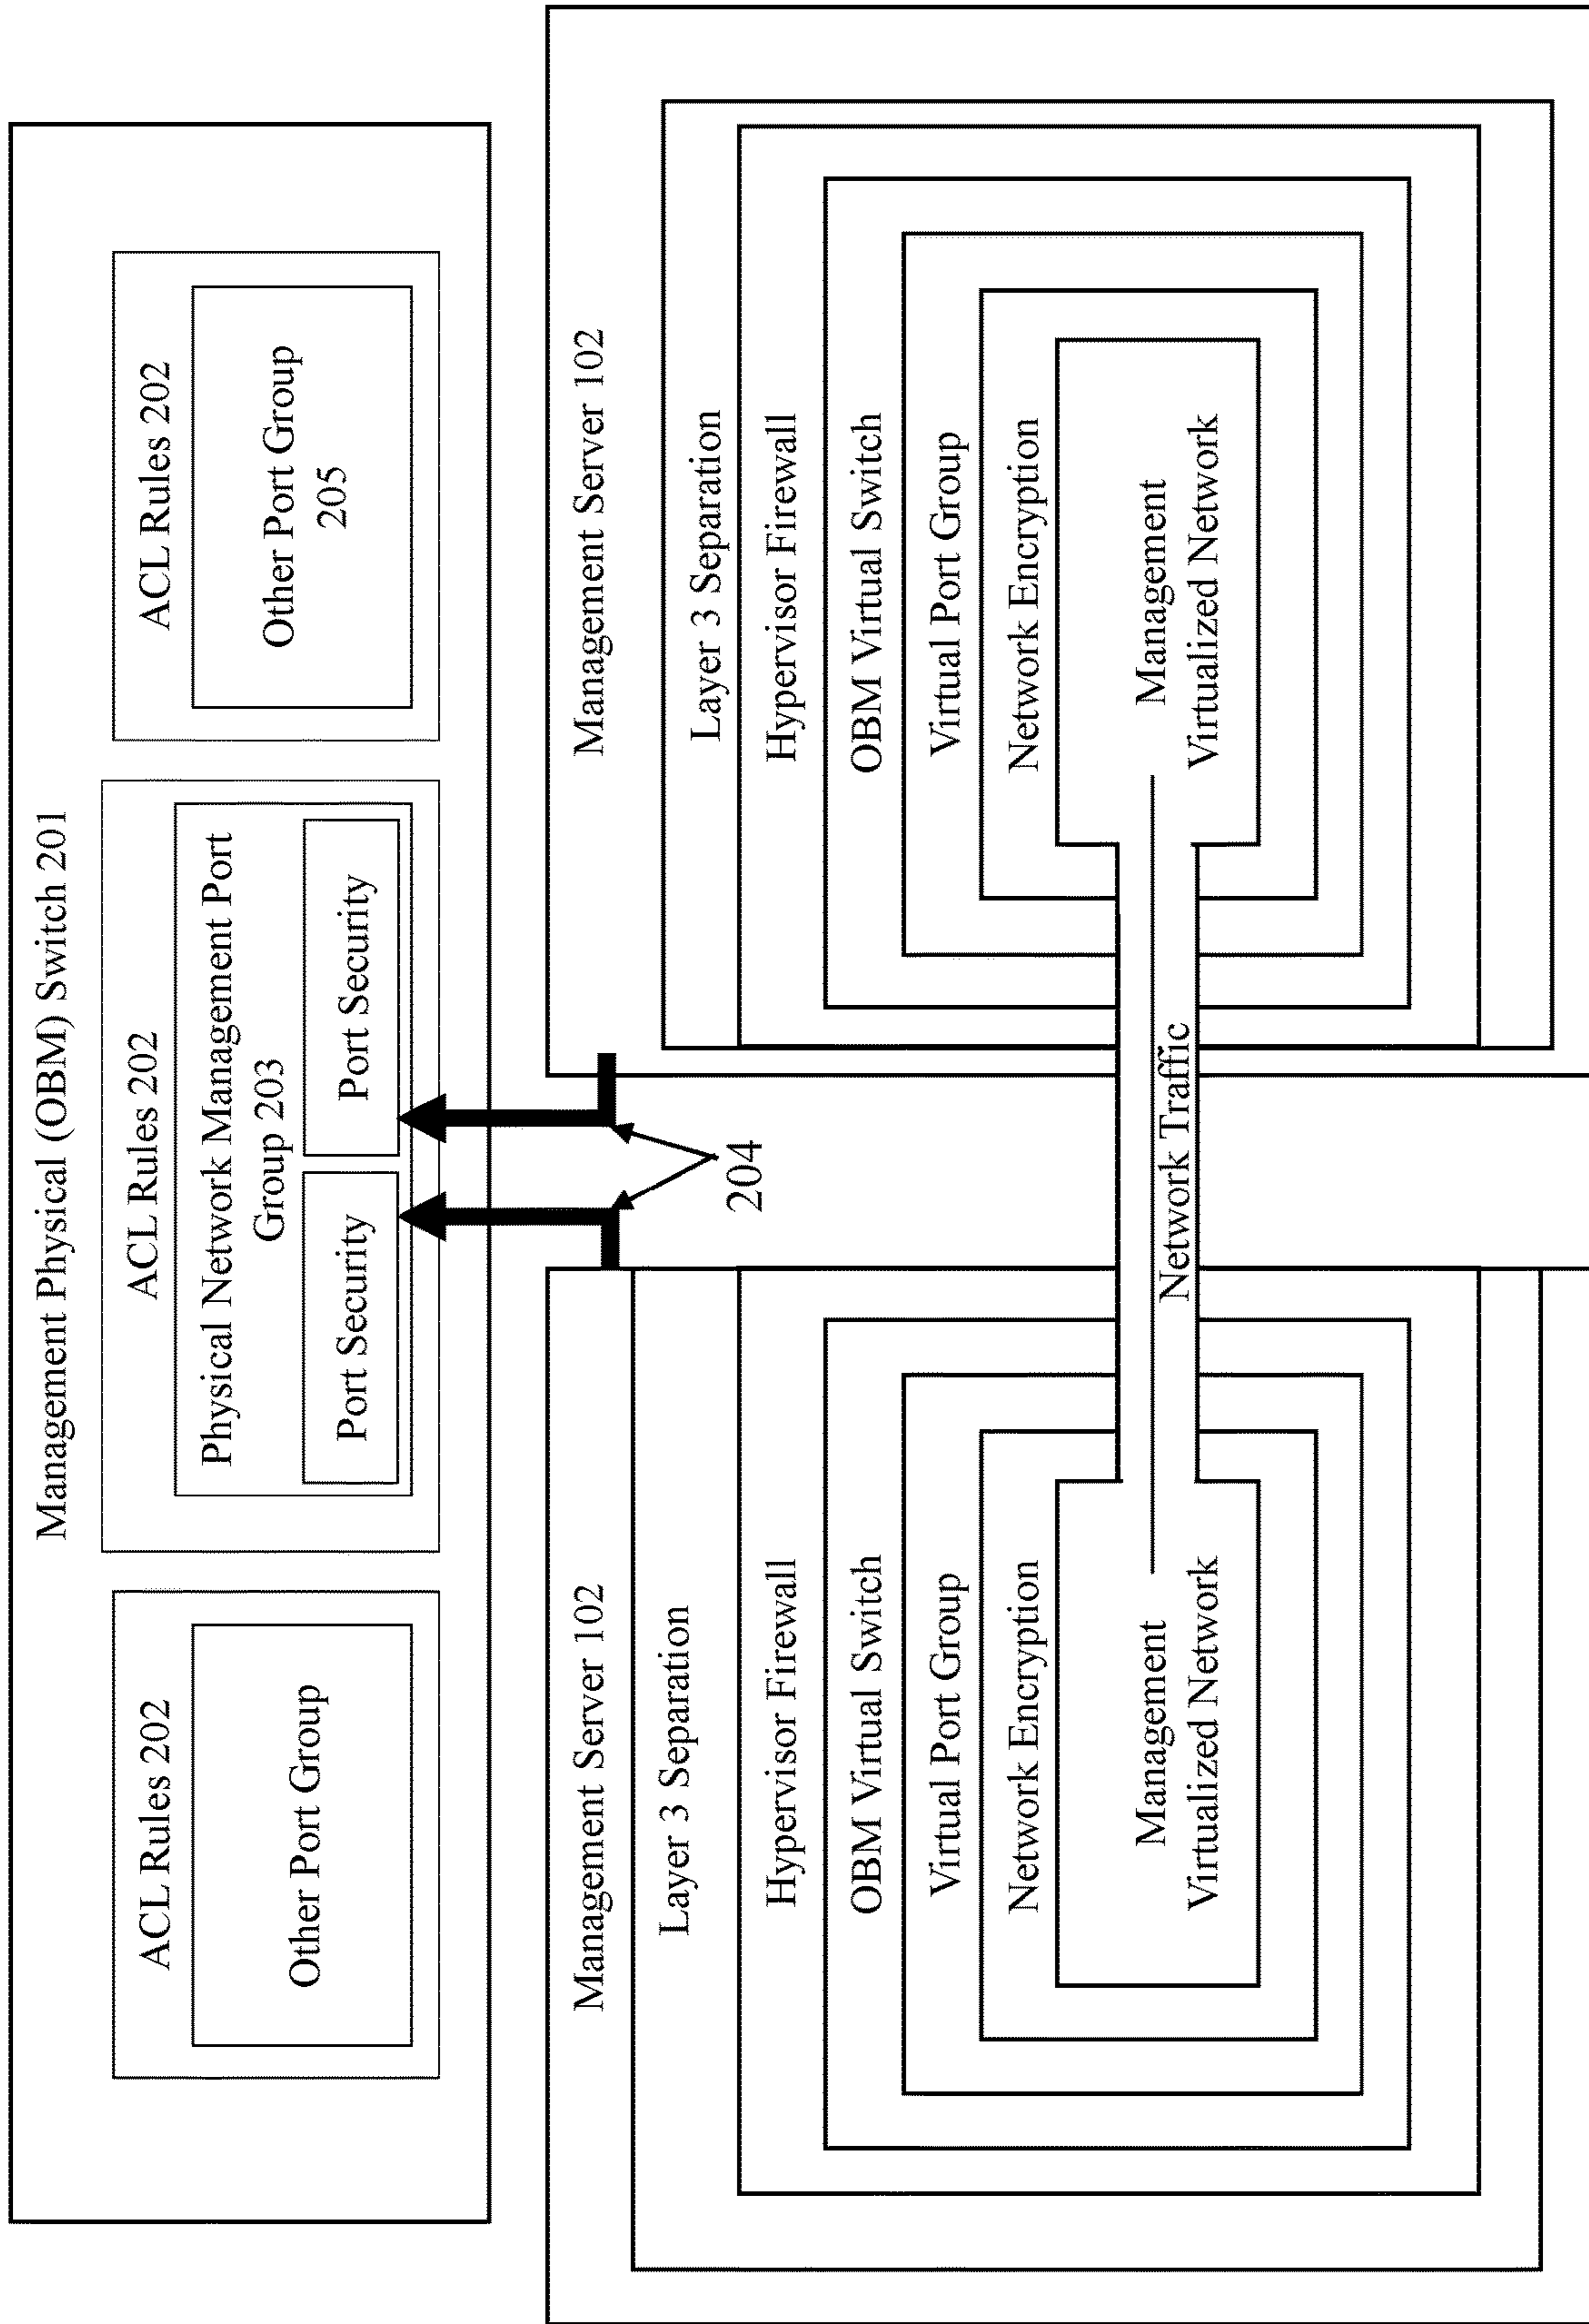 Management Physical (OBM) Switch 201
ACL Rules 202
Other Port Group
ACL Rules 202
Physical Network Management Port
Group 203
Port Security
Port Security
ACL Rules 202
Other Port Group
205
204
Management Server 102
Layer 3 Separation
Hypervisor Firewall
OBM Virtual Switch
Virtual Port Group
Network Encryption
Management
Virtualized Network
Network Traffic
Management Server 102
Layer 3 Separation
Hypervisor Firewall
OBM Virtual Switch
Virtual Port Group
Network Encryption
Management
Virtualized Network